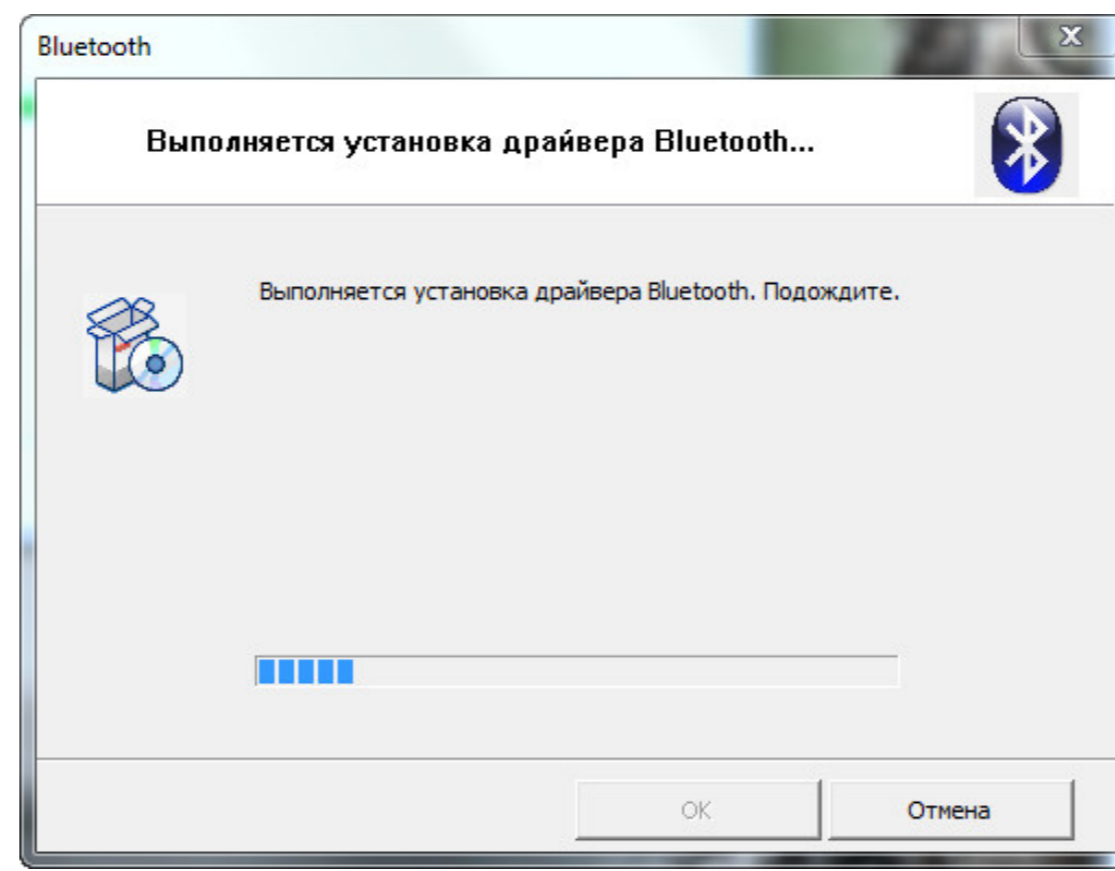 Bluetooth
Выполняется установка драйвера Bluetooth...
Выполняется установка драйвера Bluetooth. Подождите.
OK
Отмена